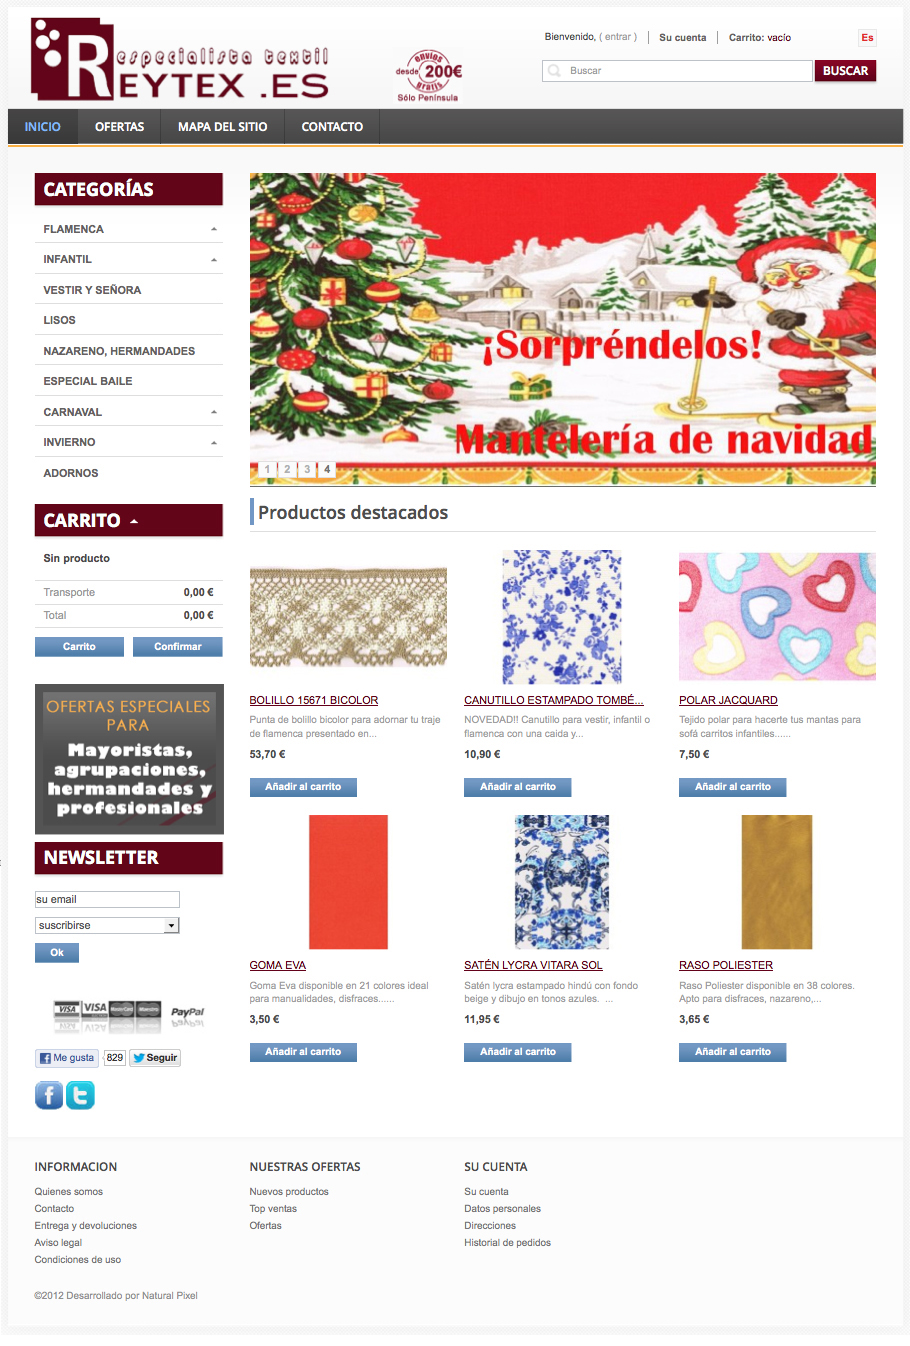 especialista textil
REYTEX .ES
envíos
desde 200€
gratis
Sólo Península
Bienvenido, ( entrar )
Su cuenta
Carrito: vacío
Es
Buscar
BUSCAR
INICIO
OFERTAS
MAPA DEL SITIO
CONTACTO
CATEGORÍAS
FLAMENCA
INFANTIL
VESTIR Y SEÑORA
LISOS
NAZARENO, HERMANDADES
ESPECIAL BAILE
CARNAVAL
INVIERNO
ADORNOS
¡Sorpréndelos!
Mantelería de navidad
1 2 3 4
CARRITO
Sin producto
Transporte 0,00 €
Total 0,00 €
Carrito
Confirmar
OFERTAS ESPECIALES
PARA
Mayoristas,
agrupaciones,
hermandades y
profesionales
NEWSLETTER
su email
suscribirse
Ok
VISA VISA MasterCard Maestro PayPal
Me gusta 829 Seguir
Productos destacados
BOLILLO 15671 BICOLOR
Punta de bolillo bicolor para adornar tu traje
de flamenca presentado en...
53,70 €
Añadir al carrito
CANUTILLO ESTAMPADO TOMBÉ...
NOVEDAD!! Canutillo para vestir, infantil o
flamenca con una caida y...
10,90 €
Añadir al carrito
POLAR JACQUARD
Tejido polar para hacerte tus mantas para
sofá carritos infantiles......
7,50 €
Añadir al carrito
GOMA EVA
Goma Eva disponible en 21 colores ideal
para manualidades, disfraces......
3,50 €
Añadir al carrito
SATÉN LYCRA VITARA SOL
Satén lycra estampado hindú con fondo
beige y dibujo en tonos azules. ...
11,95 €
Añadir al carrito
RASO POLIESTER
Raso Poliester disponible en 38 colores.
Apto para disfraces, nazareno,...
3,65 €
Añadir al carrito
INFORMACION
Quienes somos
Contacto
Entrega y devoluciones
Aviso legal
Condiciones de uso
NUESTRAS OFERTAS
Nuevos productos
Top ventas
Ofertas
SU CUENTA
Su cuenta
Datos personales
Direcciones
Historial de pedidos
©2012 Desarrollado por Natural Pixel